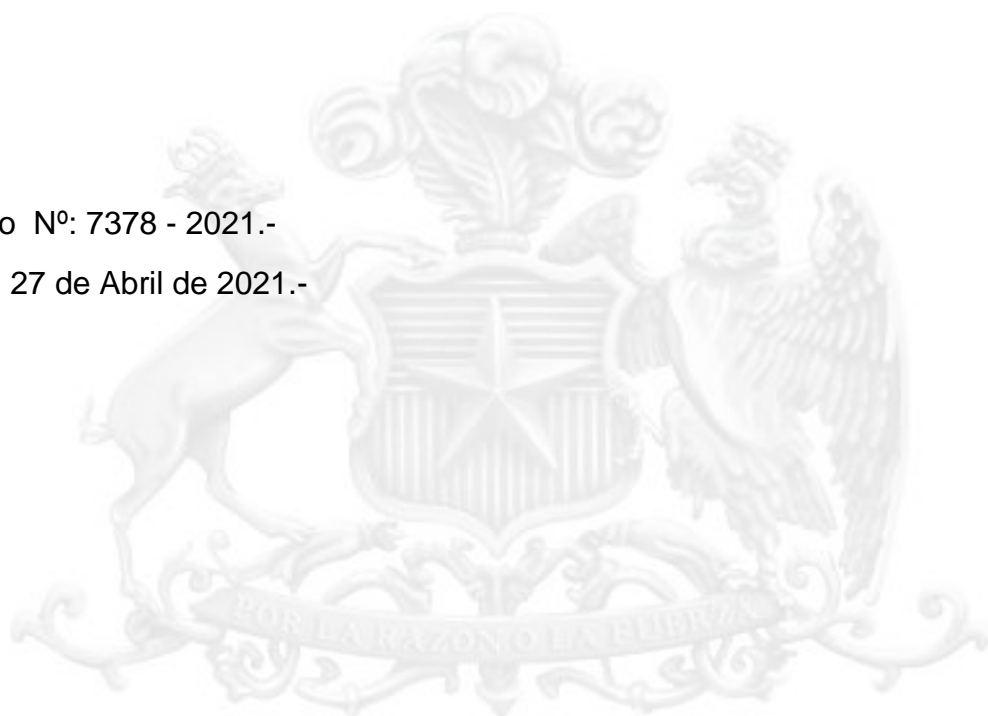 o Nº: 7378 - 2021.-
27 de Abril de 2021.-
POR LA RAZON O LA FUERZA